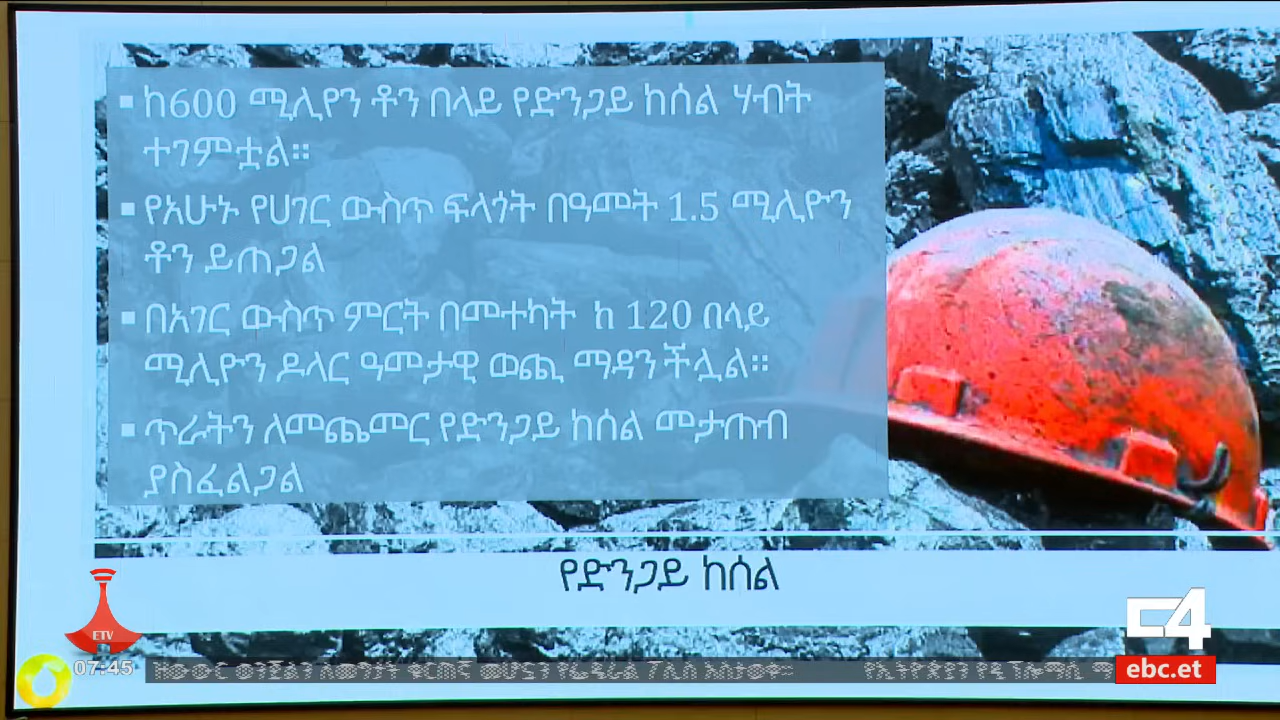 ▪ ከ600 ሚሊየን ቶን በላይ የድንጋይ ከሰል ሃብት
ተገምቷል።
▪ የአሁኑ የሀገር ውስጥ ፍላጎት በዓመት 1.5 ሚሊዮን
ቶን ይጠጋል
▪ በአገር ውስጥ ምርት በመተካት ከ 120 በላይ
ሚሊዮን ዶላር ዓመታዊ ወጪ ማዳን ችሏል።
▪ ጥራትን ለመጨመር የድንጋይ ከሰል መታጠብ
ያስፈልጋል
የድንጋይ ከሰል
ETV
07:45
C4
ebc.et